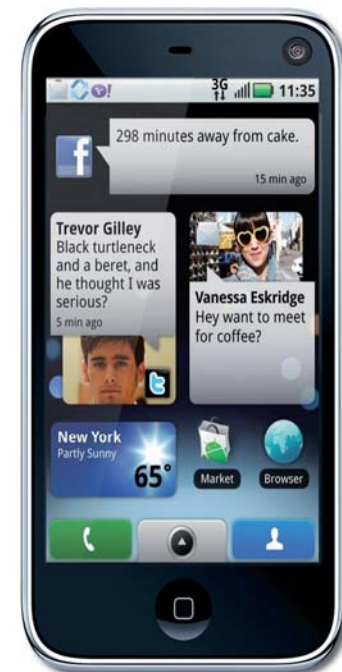 Y!
3G
11:35
f
298 minutes away from cake.
15 min ago
Trevor Gilley
Black turtleneck
and a beret, and
he thought I was
serious?
5 min ago
t
Vanessa Eskridge
Hey want to meet
for coffee?
New York
Partly Sunny
65°
Market
Browser